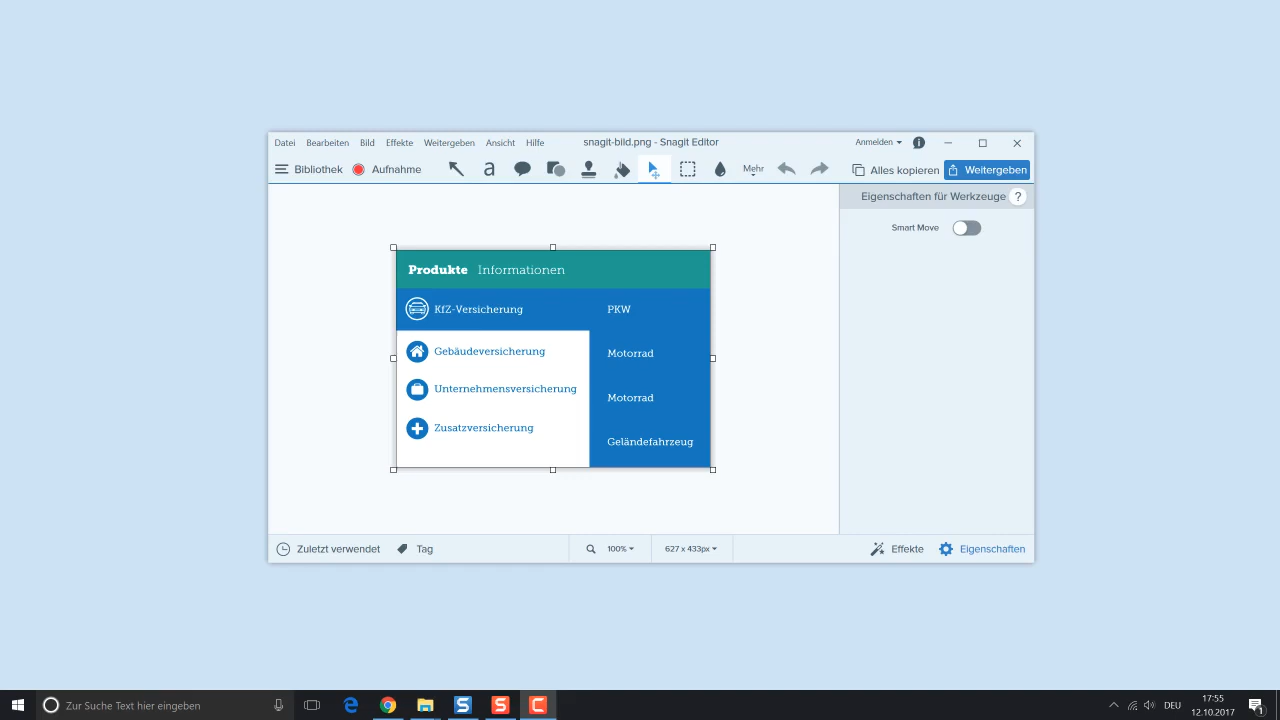 Datei Bearbeiten Bild Effekte Weitergeben Ansicht Hilfe snagit-bild.png - Snagit Editor Anmelden
Bibliothek Aufnahme a Mehr Alles kopieren Weitergeben
Eigenschaften für Werkzeuge ?
Smart Move
Produkte Informationen
KfZ-Versicherung PKW
Gebäudeversicherung Motorrad
Unternehmensversicherung Motorrad
Zusatzversicherung Geländefahrzeug
Zuletzt verwendet Tag 100% 627 x 433px Effekte Eigenschaften
Zur Suche Text hier eingeben DEU 17:55
12.10.2017 1